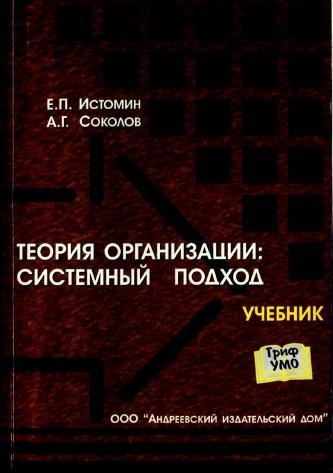 Е.П. Истомин
А.Г. Соколов
ТЕОРИЯ ОРГАНИЗАЦИИ:
СИСТЕМНЫЙ ПОДХОД
УЧЕБНИК
Гриф
УМО
ООО "Андреевский издательский дом"